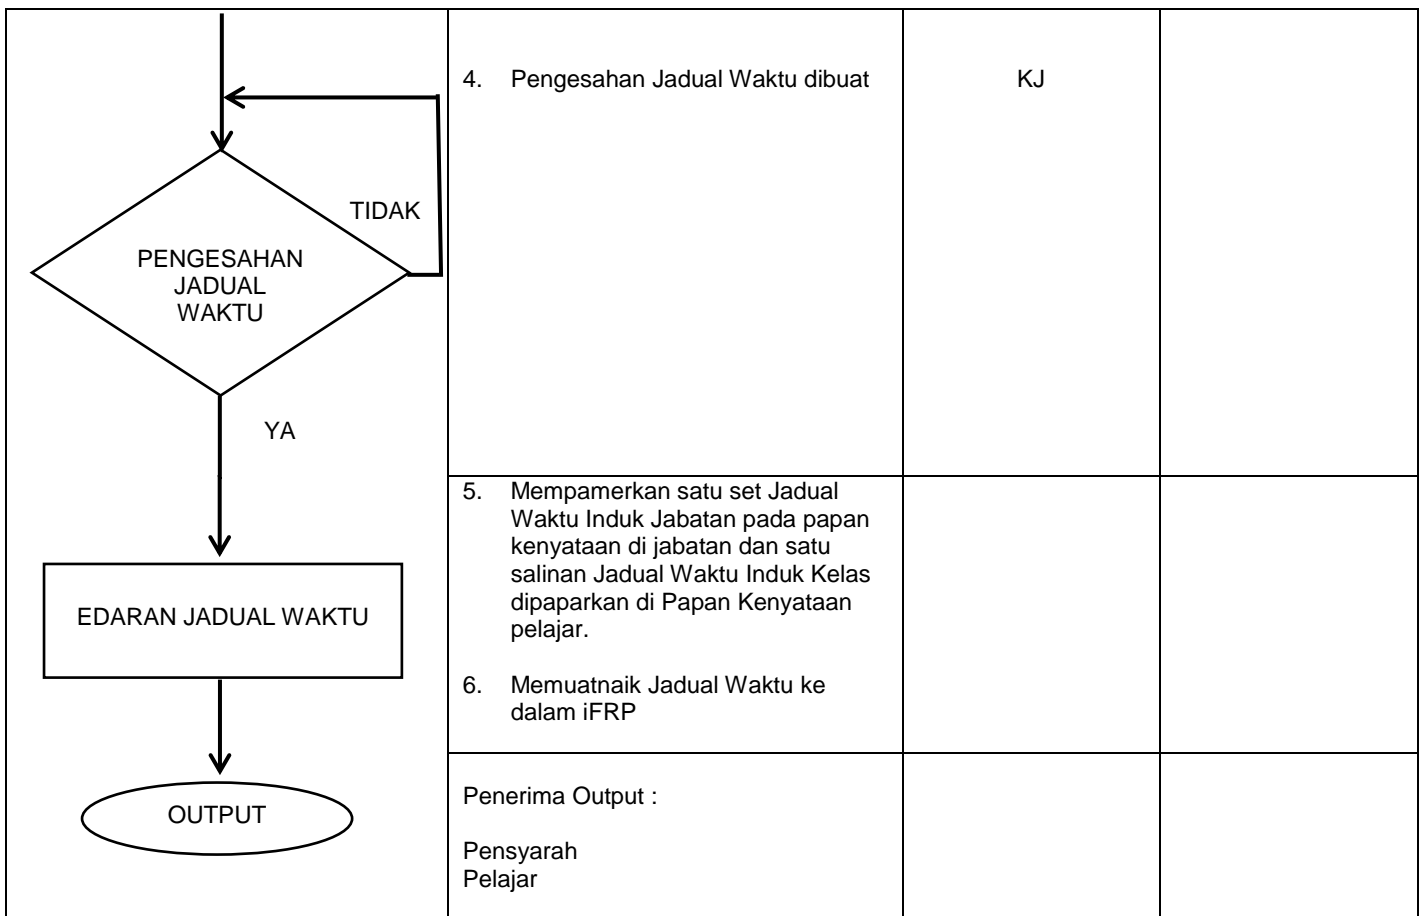 4. Pengesahan Jadual Waktu dibuat
KJ
TIDAK
PENGESAHAN
JADUAL
WAKTU
YA
5. Mempamerkan satu set Jadual
Waktu Induk Jabatan pada papan
kenyataan di jabatan dan satu
salinan Jadual Waktu Induk Kelas
dipaparkan di Papan Kenyataan
pelajar.
EDARAN JADUAL WAKTU
6. Memuatnaik Jadual Waktu ke
dalam iFRP
OUTPUT
Penerima Output :
Pensyarah
Pelajar